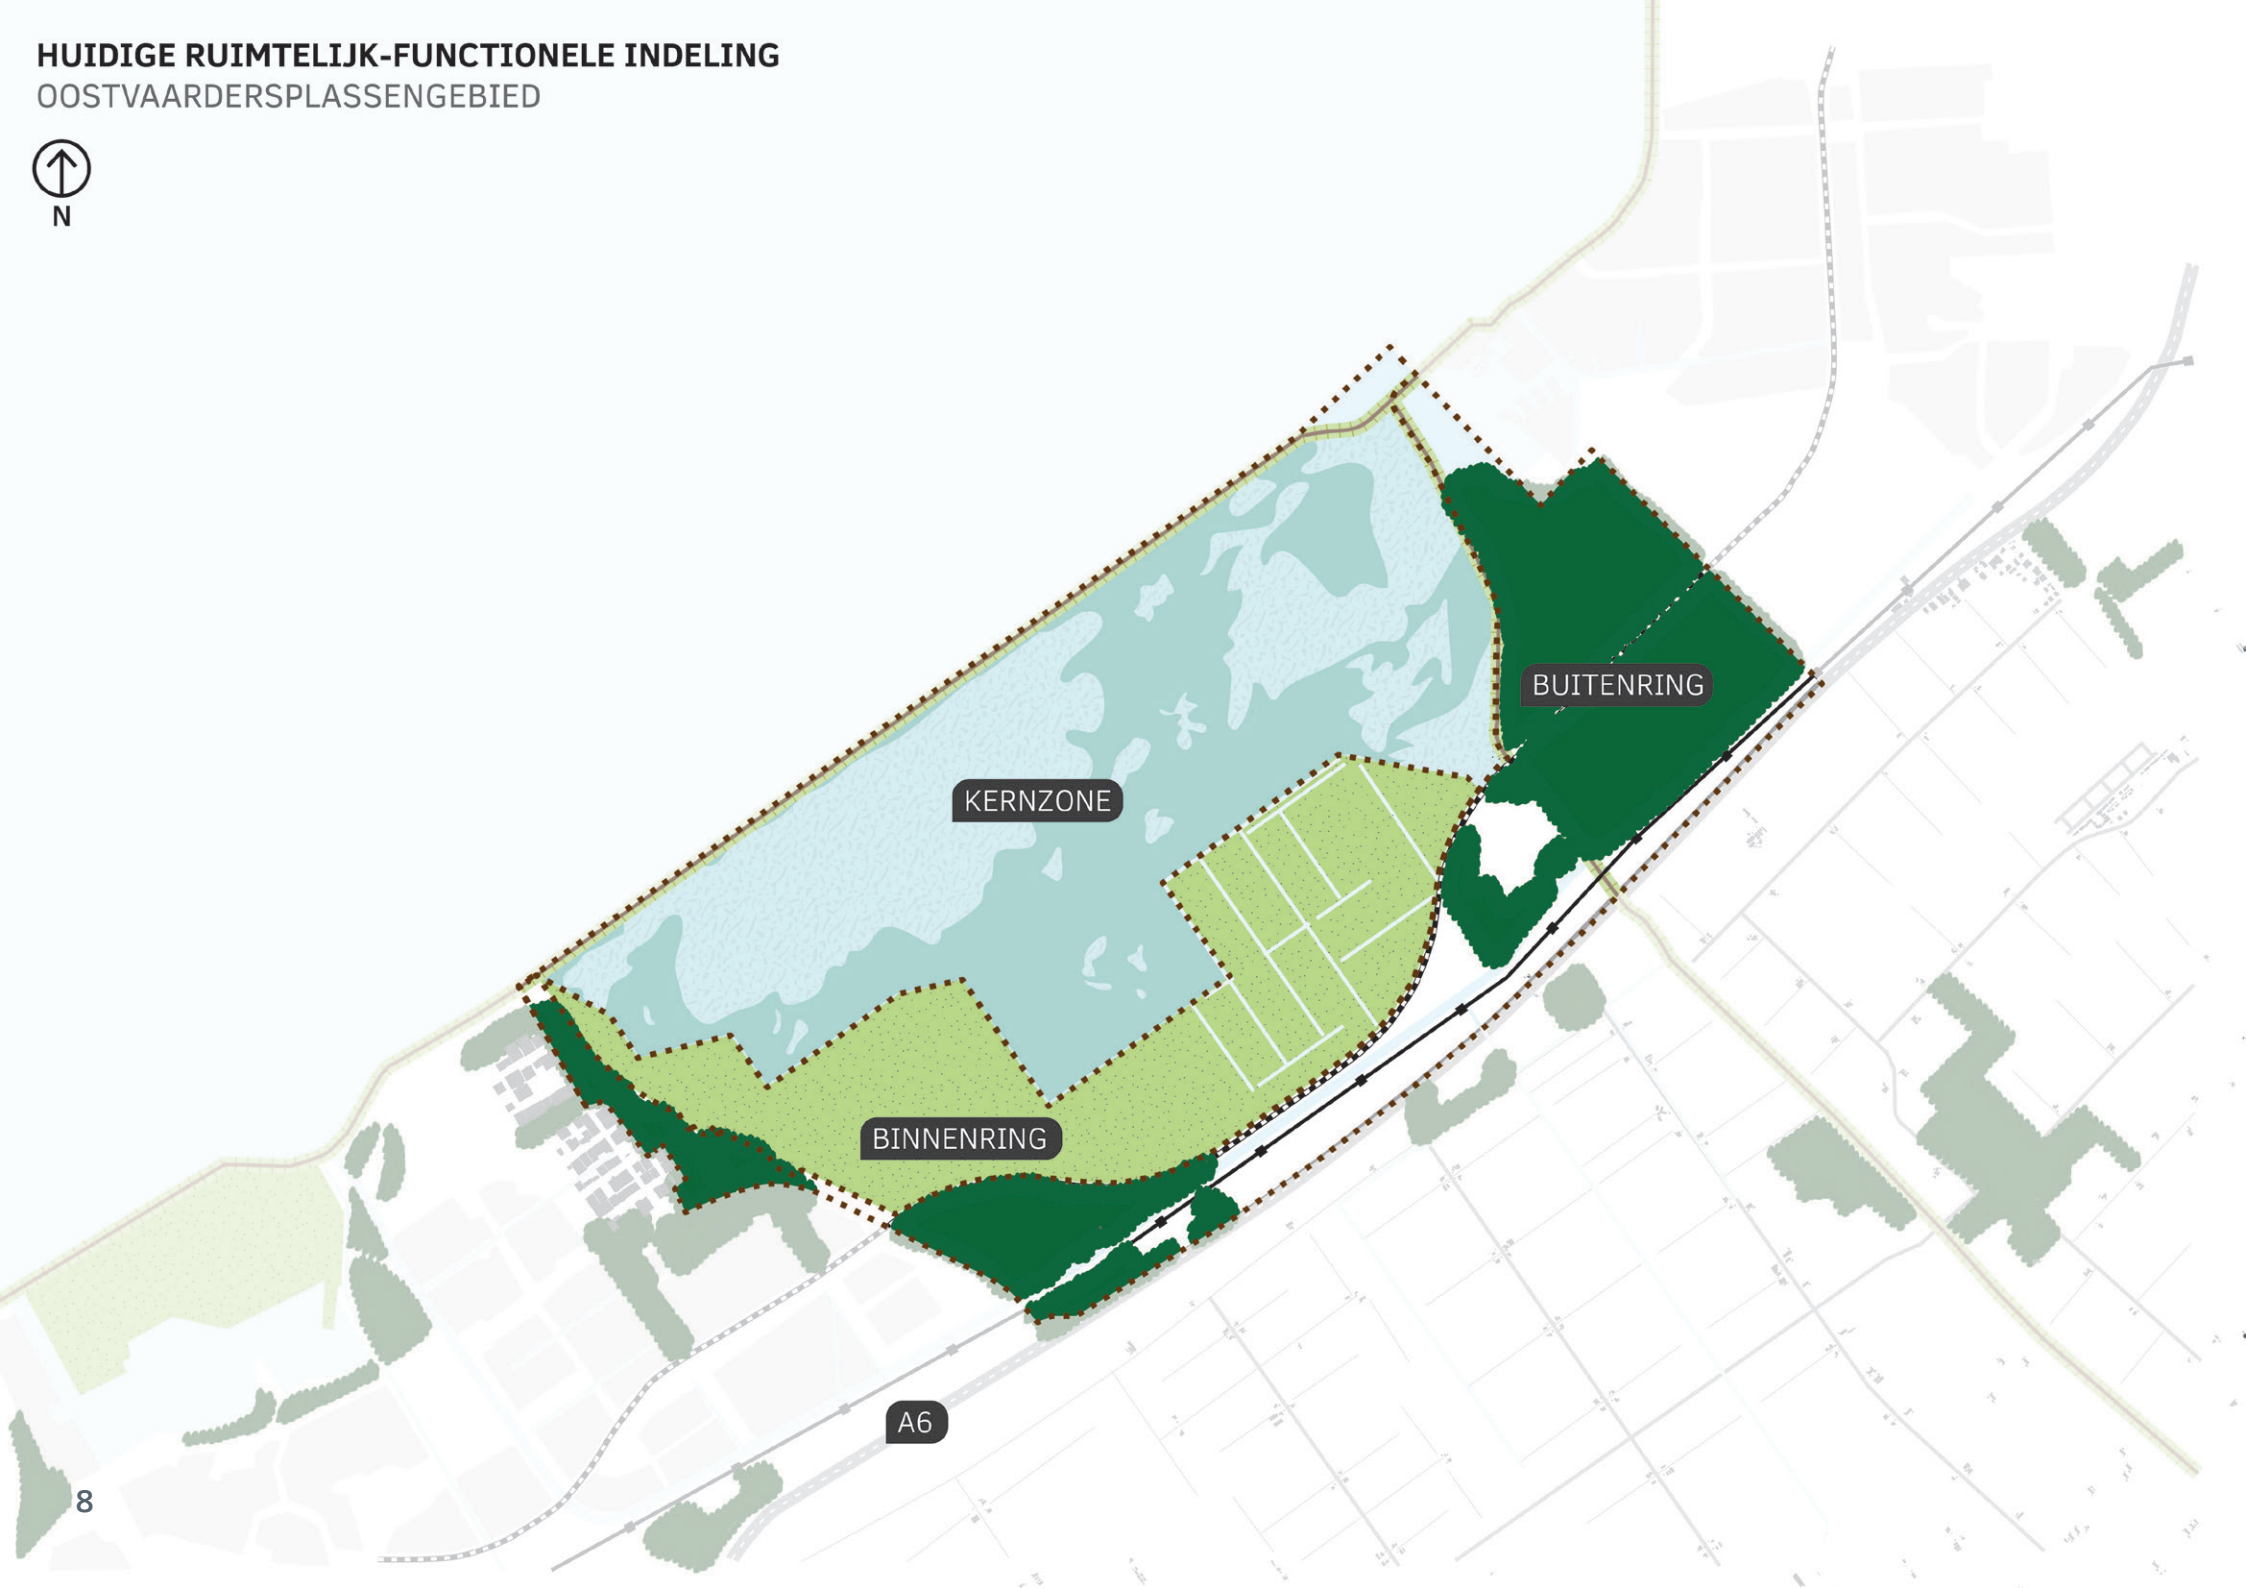 HUIDIGE RUIMTELIJK-FUNCTIONELE INDELING
OOSTVAARDERSPLASSENGEBIED
N
BUITENRING
KERNZONE
BINNENRING
A6
8